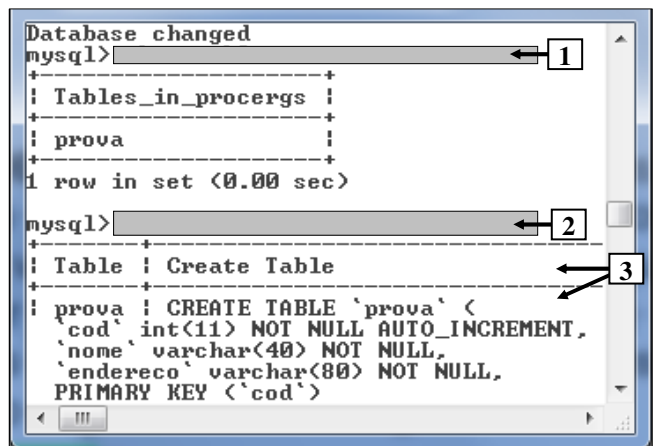 Database changed
mysql> 1
+---------------------+
| Tables_in_procergs |
+---------------------+
| prova |
+---------------------+
1 row in set (0.00 sec)
mysql> 2
+-------+--------------------------------
| Table | Create Table 3
+-------+--------------------------------
| prova | CREATE TABLE `prova` (
`cod` int(11) NOT NULL AUTO_INCREMENT,
`nome` varchar(40) NOT NULL,
`endereco` varchar(80) NOT NULL,
PRIMARY KEY (`cod`)